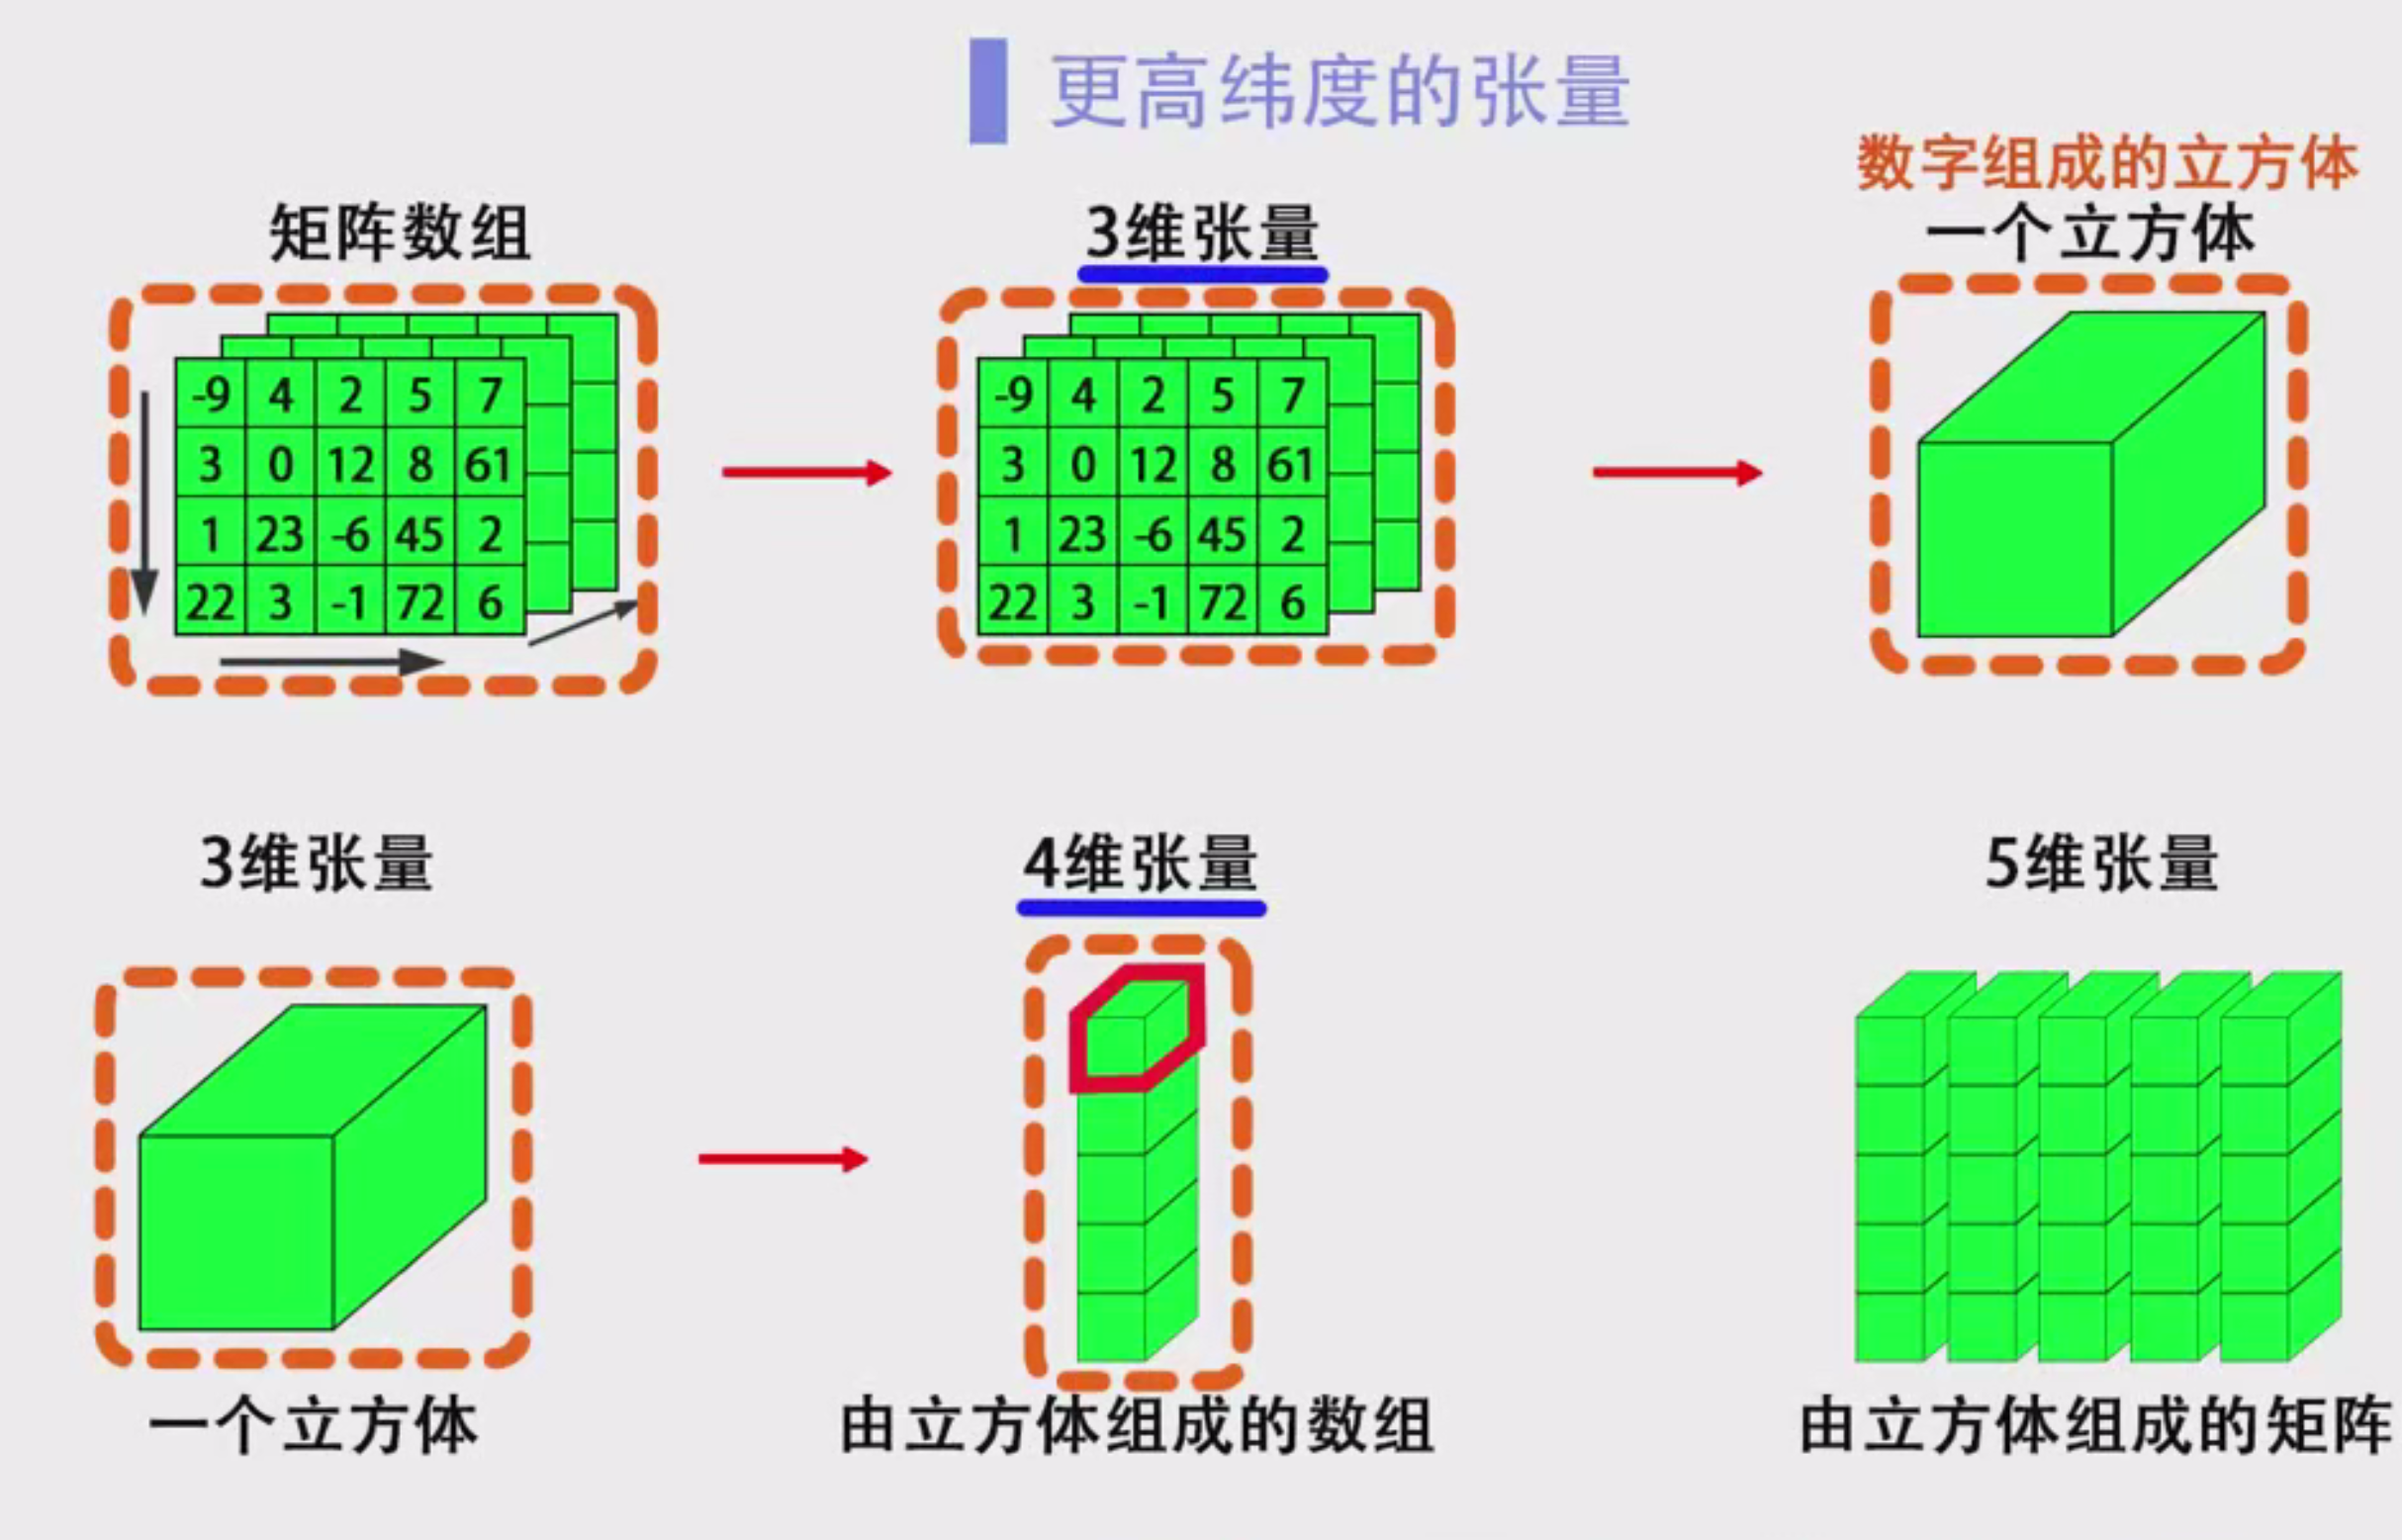 更高纬度的张量
数字组成的立方体
矩阵数组
3维张量
一个立方体
-9 4 2 5 7
3 0 12 8 61
1 23 -6 45 2
22 3 -1 72 6
-9 4 2 5 7
3 0 12 8 61
1 23 -6 45 2
22 3 -1 72 6
3维张量
4维张量
5维张量
一个立方体
由立方体组成的数组
由立方体组成的矩阵